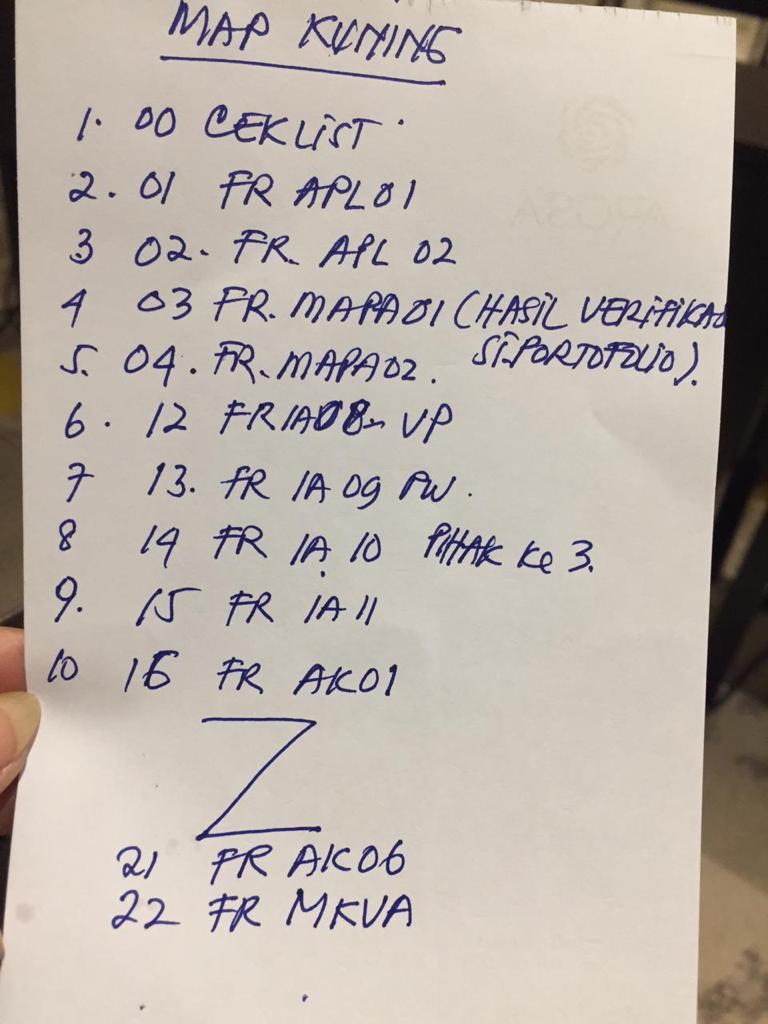 MAP KUNING
1. 00 CEKLIST
2. 01 FR APL01
3 02. FR. APL 02
4 03 FR. MAPA01 (HASIL VERIFIKA
SI.PORTOFOLIO).
5. 04. FR. MAPA02.
6. 12 FR IA08 VP
7 13. FR IA 09 PW.
8 14 FR IA 10 PIHAK Ke 3.
9. 15 FR IA 11
10 16 FR AK01
Z
21 FR AK06
22 FR MKVA